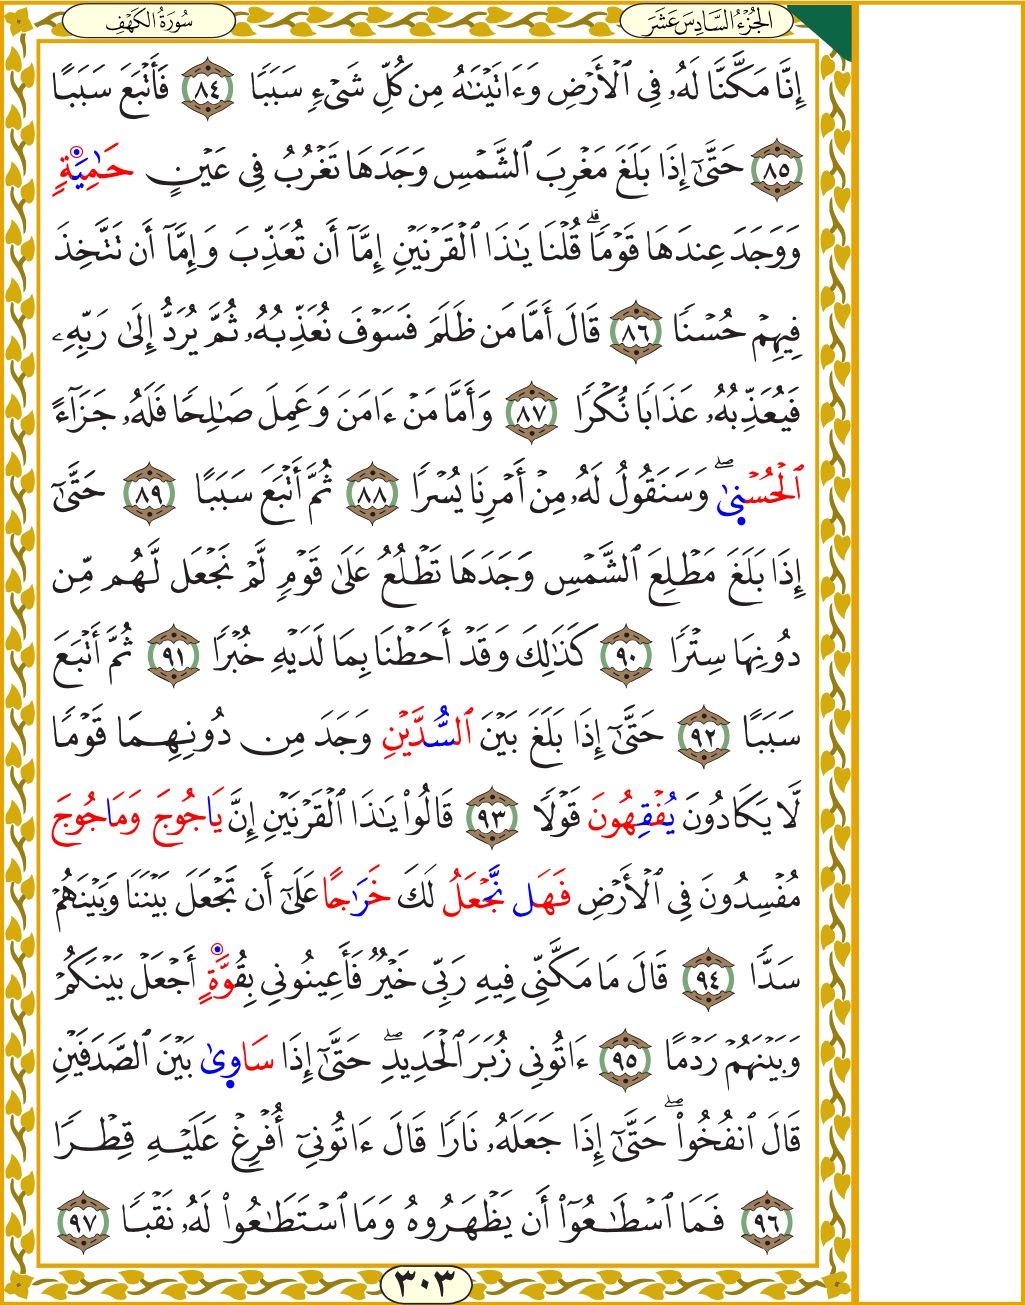 الجُزْءُ السَّادِسَ عَشَرَ
سُورَةُ الكَهْفِ
إِنَّا مَكَّنَّا لَهُۥ فِى ٱلْأَرْضِ وَءَاتَيْنَٰهُ مِن كُلِّ شَىْءٍ سَبَبًا ٨٤ فَأَتْبَعَ سَبَبًا
٨٥ حَتَّىٰٓ إِذَا بَلَغَ مَغْرِبَ ٱلشَّمْسِ وَجَدَهَا تَغْرُبُ فِى عَيْنٍ حَٰمِيَةٍ
وَوَجَدَ عِندَهَا قَوْمًا ۗ قُلْنَا يَٰذَا ٱلْقَرْنَيْنِ إِمَّآ أَن تُعَذِّبَ وَإِمَّآ أَن تَتَّخِذَ
فِيهِمْ حُسْنًا ٨٦ قَالَ أَمَّا مَن ظَلَمَ فَسَوْفَ نُعَذِّبُهُۥ ثُمَّ يُرَدُّ إِلَىٰ رَبِّهِۦ
فَيُعَذِّبُهُۥ عَذَابًا نُّكْرًا ٨٧ وَأَمَّا مَنْ ءَامَنَ وَعَمِلَ صَٰلِحًا فَلَهُۥ جَزَآءً
ٱلْحُسْنِىٰ ۖ وَسَنَقُولُ لَهُۥ مِنْ أَمْرِنَا يُسْرًا ٨٨ ثُمَّ أَتْبَعَ سَبَبًا ٨٩ حَتَّىٰٓ
إِذَا بَلَغَ مَطْلِعَ ٱلشَّمْسِ وَجَدَهَا تَطْلُعُ عَلَىٰ قَوْمٍ لَّمْ نَجْعَل لَّهُم مِّن
دُونِهَا سِتْرًا ٩٠ كَذَٰلِكَ وَقَدْ أَحَطْنَا بِمَا لَدَيْهِ خُبْرًا ٩١ ثُمَّ أَتْبَعَ
سَبَبًا ٩٢ حَتَّىٰٓ إِذَا بَلَغَ بَيْنَ ٱلسُّدَّيْنِ وَجَدَ مِن دُونِهِمَا قَوْمًا
لَّا يَكَادُونَ يُفْقِهُونَ قَوْلًا ٩٣ قَالُوا۟ يَٰذَا ٱلْقَرْنَيْنِ إِنَّ يَاجُوجَ وَمَاجُوجَ
مُفْسِدُونَ فِى ٱلْأَرْضِ فَهَل نَّجْعَلُ لَكَ خَرَٰجًا عَلَىٰٓ أَن تَجْعَلَ بَيْنَنَا وَبَيْنَهُمْ
سَدًّا ٩٤ قَالَ مَا مَكَّنِّى فِيهِ رَبِّى خَيْرٌ فَأَعِينُونِى بِقُوَّةٍ أَجْعَلْ بَيْنَكُمْ
وَبَيْنَهُمْ رَدْمًا ٩٥ ءَاتُونِى زُبَرَ ٱلْحَدِيدِ ۖ حَتَّىٰٓ إِذَا سَاوِىٰ بَيْنَ ٱلصَّدَفَيْنِ
قَالَ ٱنفُخُوا۟ ۖ حَتَّىٰٓ إِذَا جَعَلَهُۥ نَارًا قَالَ ءَاتُونِىٓ أُفْرِغْ عَلَيْهِ قِطْرًا
٩٦ فَمَا ٱسْطَٰعُوٓا۟ أَن يَظْهَرُوهُ وَمَا ٱسْتَطَٰعُوا۟ لَهُۥ نَقْبًا ٩٧
٣٠٣